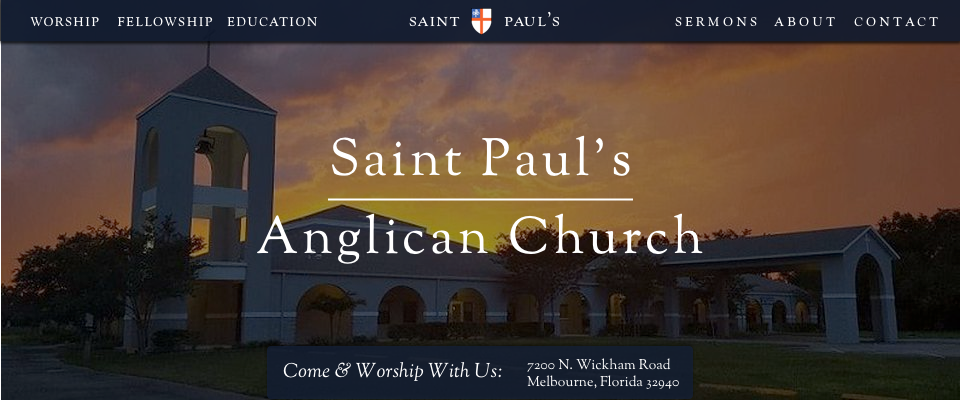 WORSHIP FELLOWSHIP EDUCATION SAINT PAUL'S SERMONS ABOUT CONTACT
Saint Paul's
Anglican Church
Come & Worship With Us:
7200 N. Wickham Road
Melbourne, Florida 32940